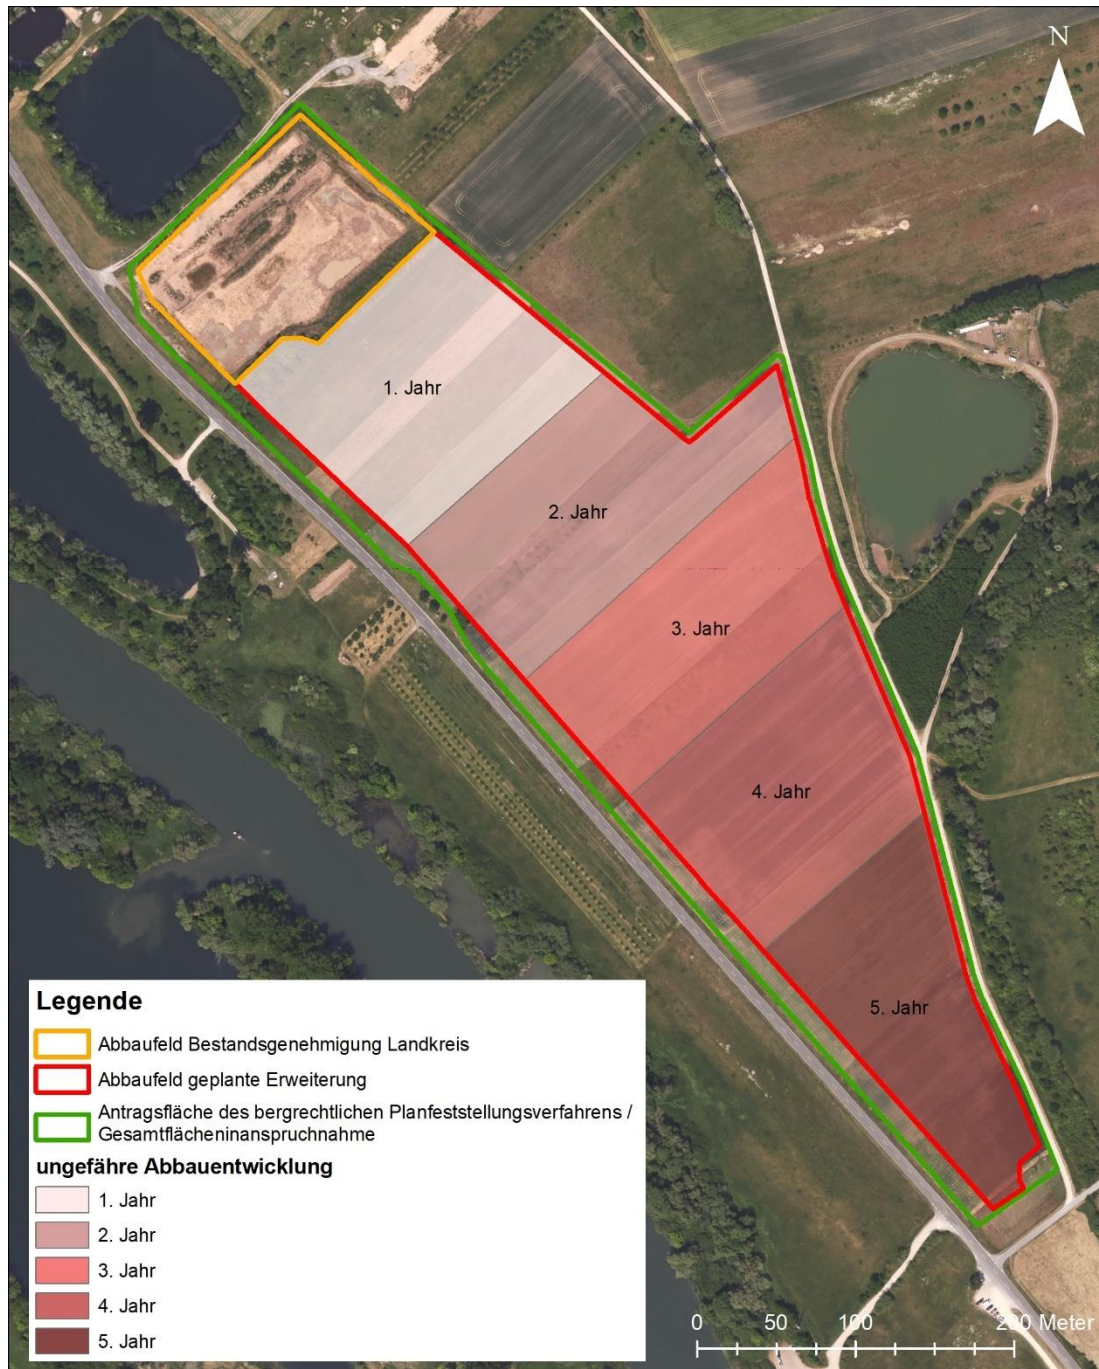 N
1. Jahr
2. Jahr
3. Jahr
4. Jahr
5. Jahr
Legende
Abbaufeld Bestandsgenehmigung Landkreis
Abbaufeld geplante Erweiterung
Antragsfläche des bergrechtlichen Planfeststellungsverfahrens /
Gesamtflächeninanspruchnahme
ungefähre Abbauentwicklung
1. Jahr
2. Jahr
3. Jahr
4. Jahr
5. Jahr
0 50 100 200 Meter